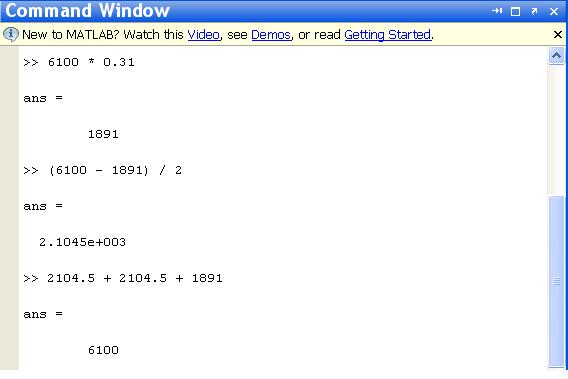 Command Window
New to MATLAB? Watch this Video, see Demos, or read Getting Started.
>> 6100 * 0.31
ans =
1891
>> (6100 - 1891) / 2
ans =
2.1045e+003
>> 2104.5 + 2104.5 + 1891
ans =
6100